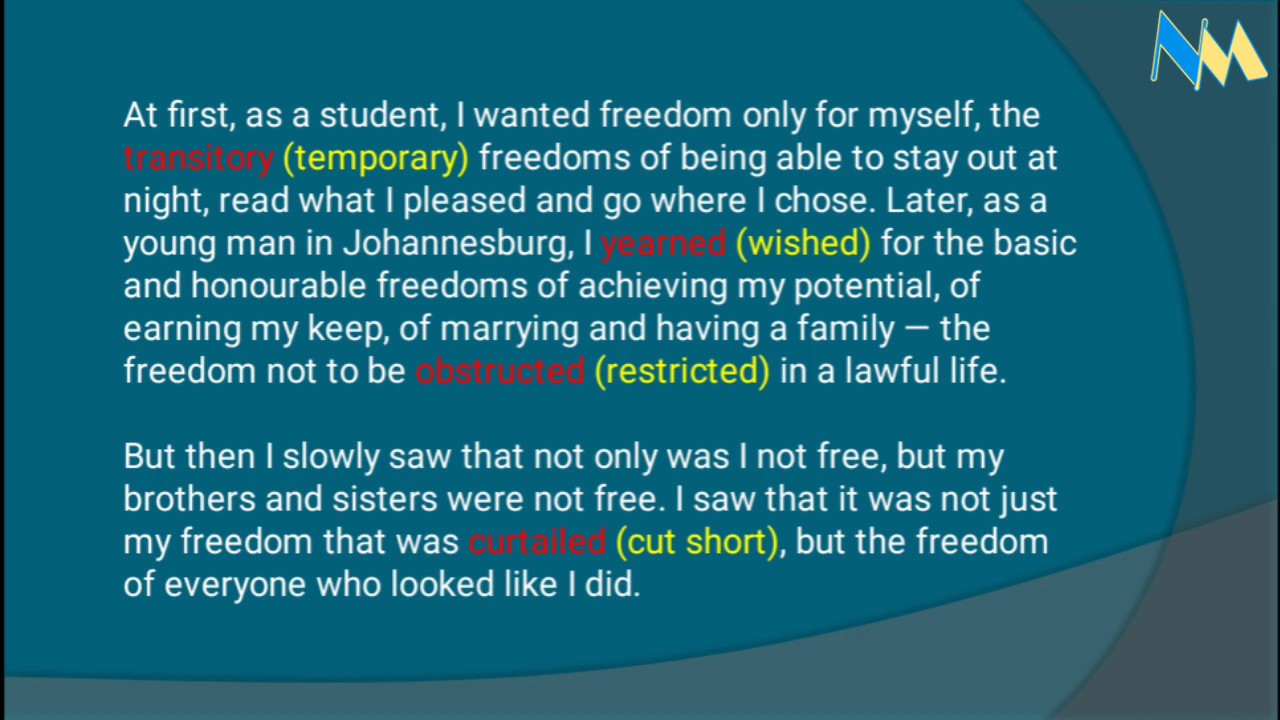 At first, as a student, I wanted freedom only for myself, the
transitory (temporary) freedoms of being able to stay out at
night, read what I pleased and go where I chose. Later, as a
young man in Johannesburg, I yearned (wished) for the basic
and honourable freedoms of achieving my potential, of
earning my keep, of marrying and having a family — the
freedom not to be obstructed (restricted) in a lawful life.
But then I slowly saw that not only was I not free, but my
brothers and sisters were not free. I saw that it was not just
my freedom that was curtailed (cut short), but the freedom
of everyone who looked like I did.
NM